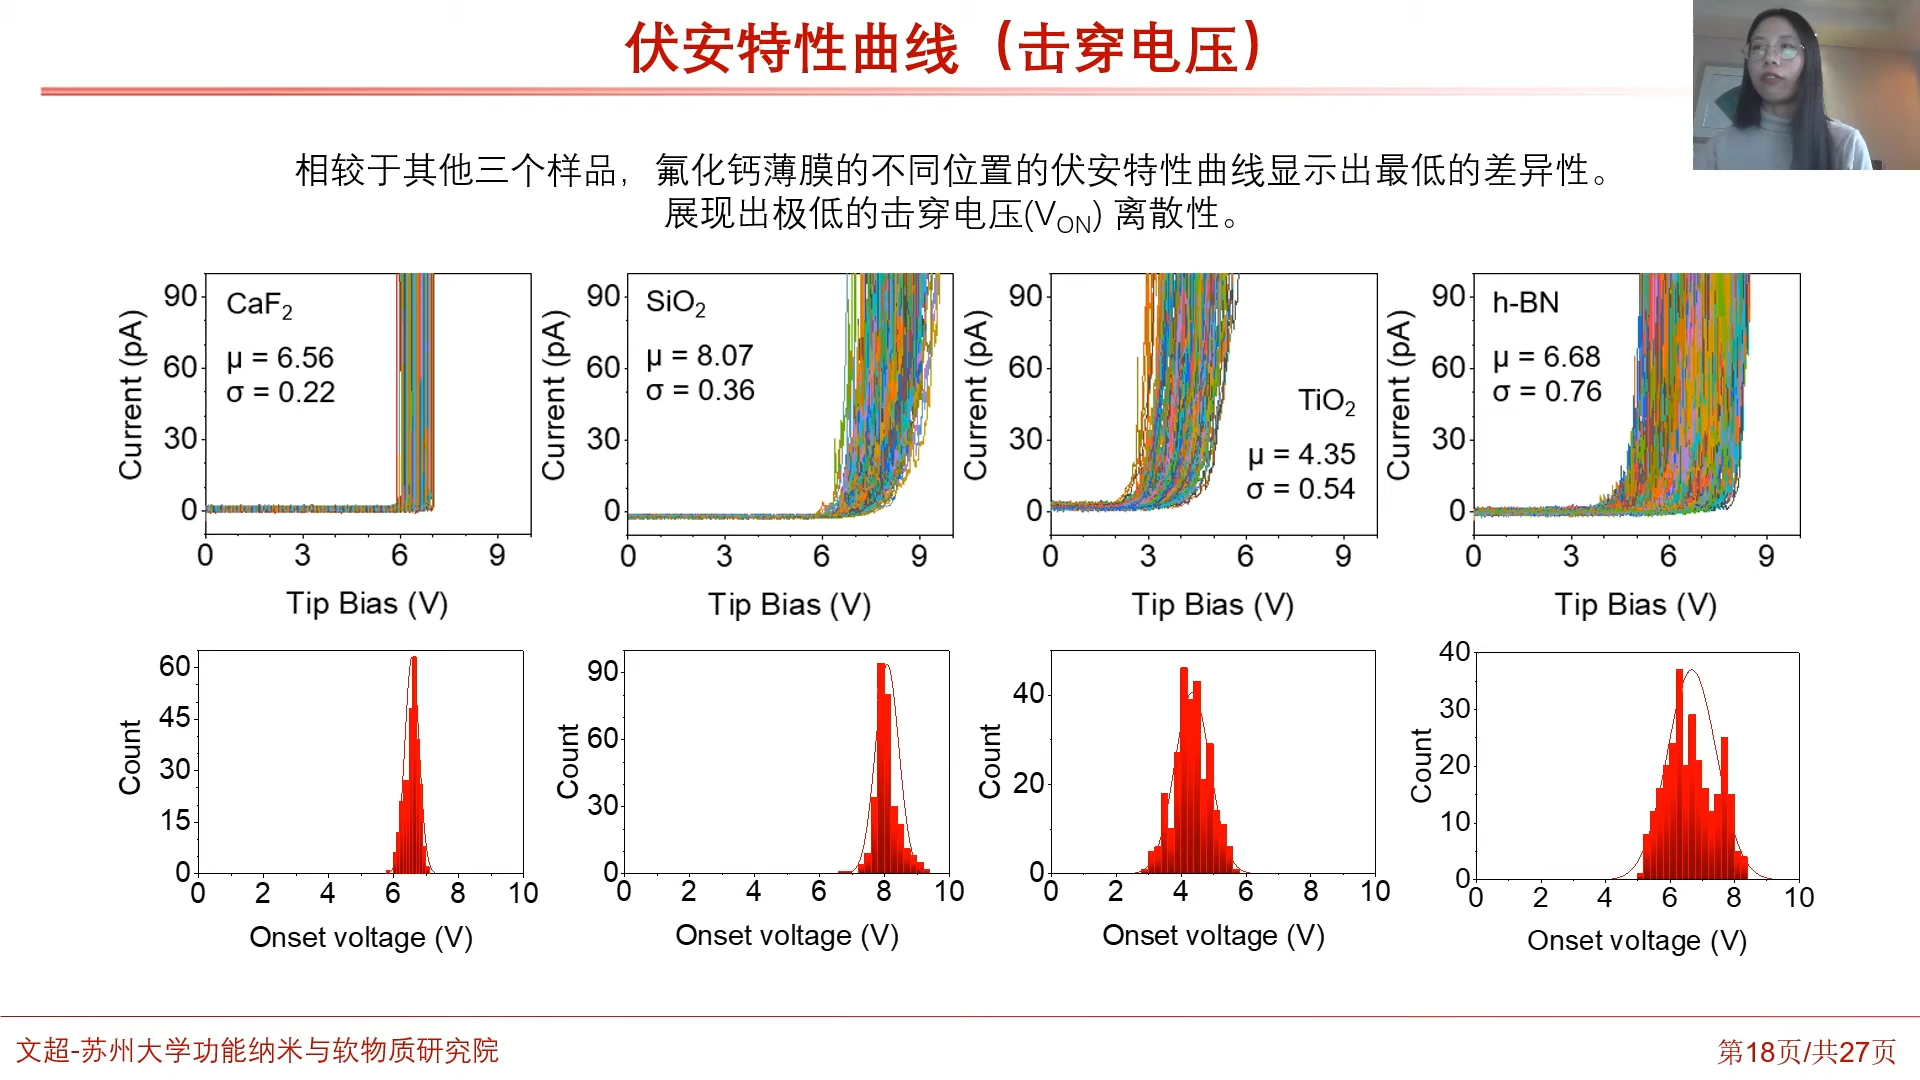 伏安特性曲线（击穿电压）
相较于其他三个样品，氟化钙薄膜的不同位置的伏安特性曲线显示出最低的差异性。
展现出极低的击穿电压(V_ON) 离散性。
Current (pA)
90
60
30
0
CaF₂
μ = 6.56
σ = 0.22
0 3 6 9
Tip Bias (V)
Current (pA)
90
60
30
0
SiO₂
μ = 8.07
σ = 0.36
0 3 6 9
Tip Bias (V)
Current (pA)
90
60
30
0
TiO₂
μ = 4.35
σ = 0.54
0 3 6 9
Tip Bias (V)
Current (pA)
90
60
30
0
h-BN
μ = 6.68
σ = 0.76
0 3 6 9
Tip Bias (V)
Count
60
45
30
15
0
0 2 4 6 8 10
Onset voltage (V)
Count
90
60
30
0
0 2 4 6 8 10
Onset voltage (V)
Count
40
20
0
0 2 4 6 8 10
Onset voltage (V)
Count
40
30
20
10
0
0 2 4 6 8 10
Onset voltage (V)
文超-苏州大学功能纳米与软物质研究院
第18页/共27页